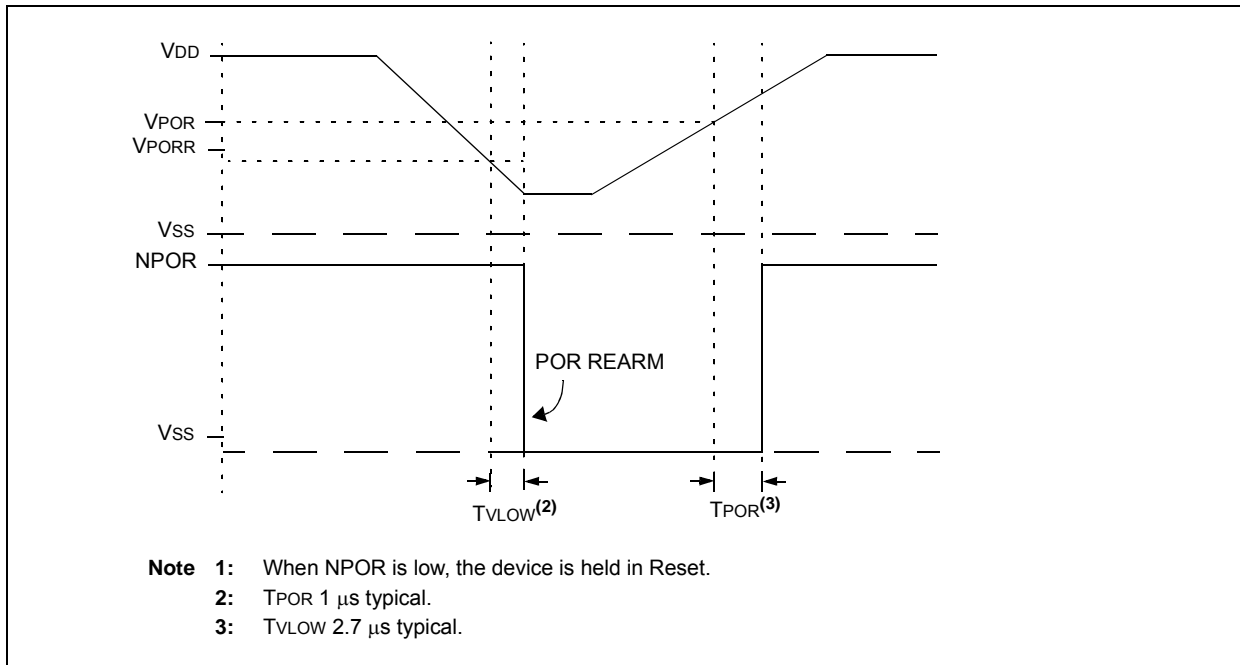 VDD
VPOR
VPORR
VSS
NPOR
POR REARM
VSS
TVLOW(2) TPOR(3)
Note 1: When NPOR is low, the device is held in Reset.
2: TPOR 1 μs typical.
3: TVLOW 2.7 μs typical.